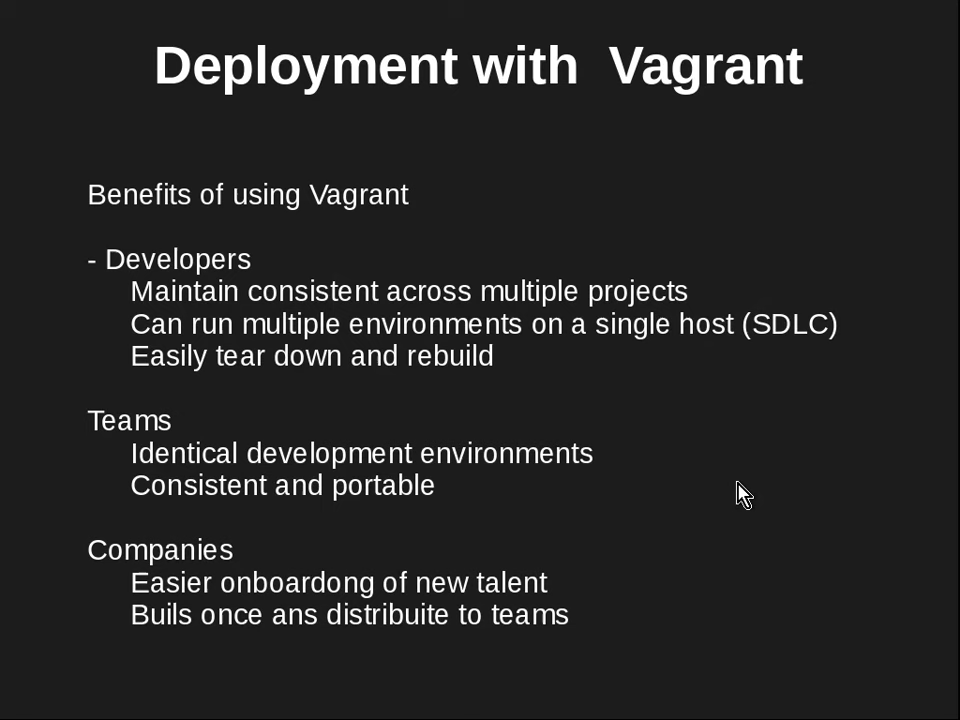 Deployment with  Vagrant
Benefits of using Vagrant
- Developers
Maintain consistent across multiple projects
Can run multiple environments on a single host (SDLC)
Easily tear down and rebuild
Teams
Identical development environments
Consistent and portable
Companies
Easier onboardong of new talent
Buils once ans distribuite to teams